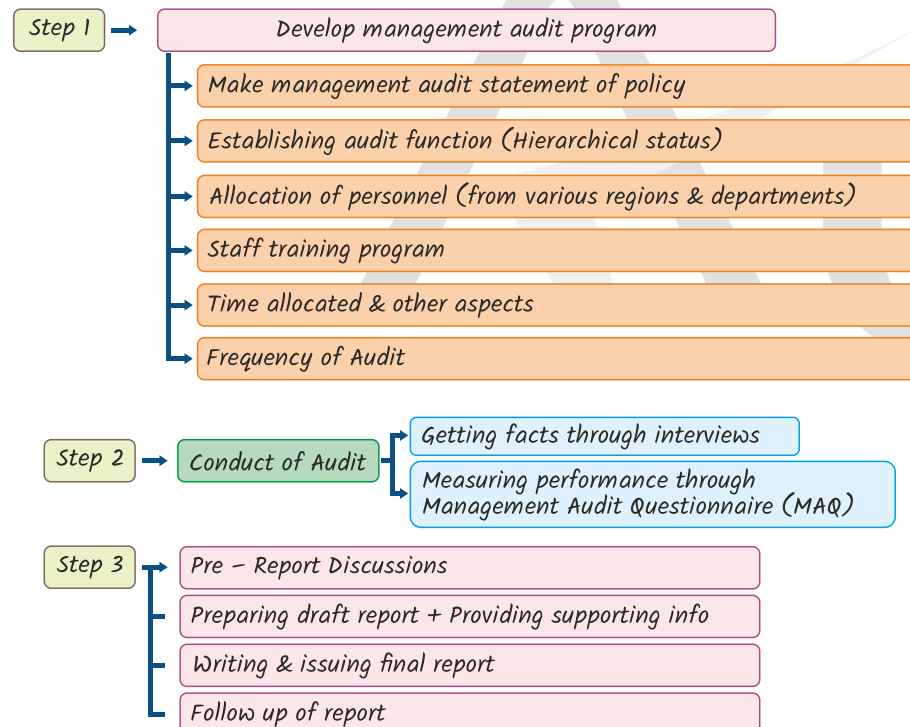 Step 1
Develop management audit program
Make management audit statement of policy
Establishing audit function (Hierarchical status)
Allocation of personnel (from various regions & departments)
Staff training program
Time allocated & other aspects
Frequency of Audit
Step 2
Conduct of Audit
Getting facts through interviews
Measuring performance through
Management Audit Questionnaire (MAQ)
Step 3
Pre – Report Discussions
Preparing draft report + Providing supporting info
Writing & issuing final report
Follow up of report